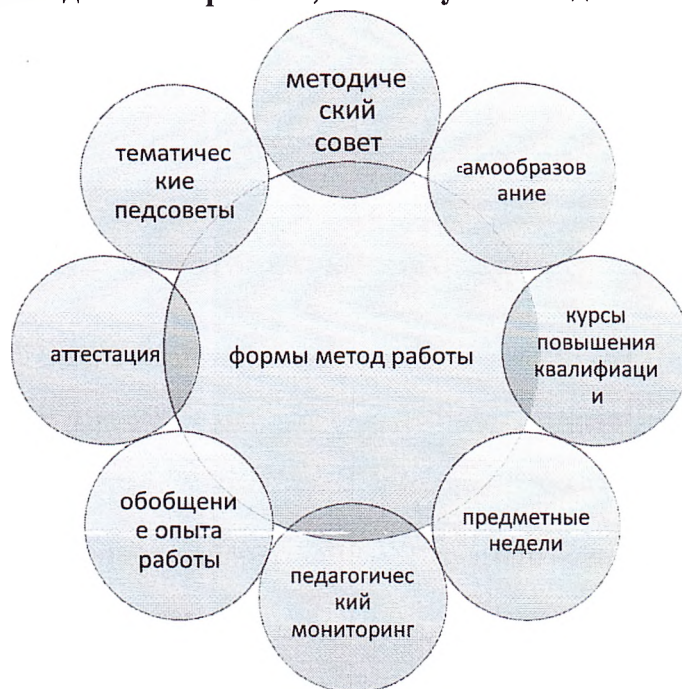 методиче
ский
совет
самообразов
ание
курсы
повышения
квалифиаци
и
предметные
недели
педагогичес
кий
мониторинг
обобщени
е опыта
работы
аттестация
тематичес
кие
педсоветы
формы метод работы